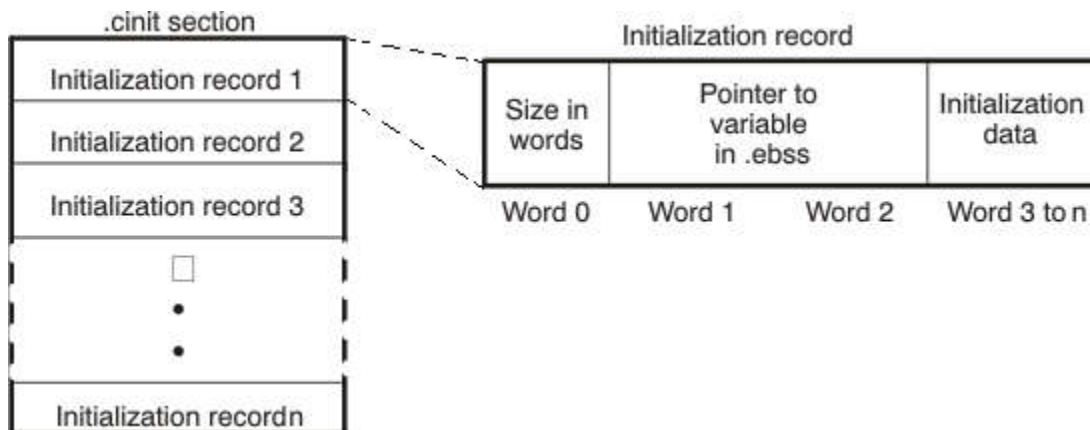 .cinit section
Initialization record 1
Initialization record 2
Initialization record 3
Initialization recordn
Initialization record
Size in
words
Pointer to
variable
in .ebss
Initialization
data
Word 0
Word 1
Word 2
Word 3 to n